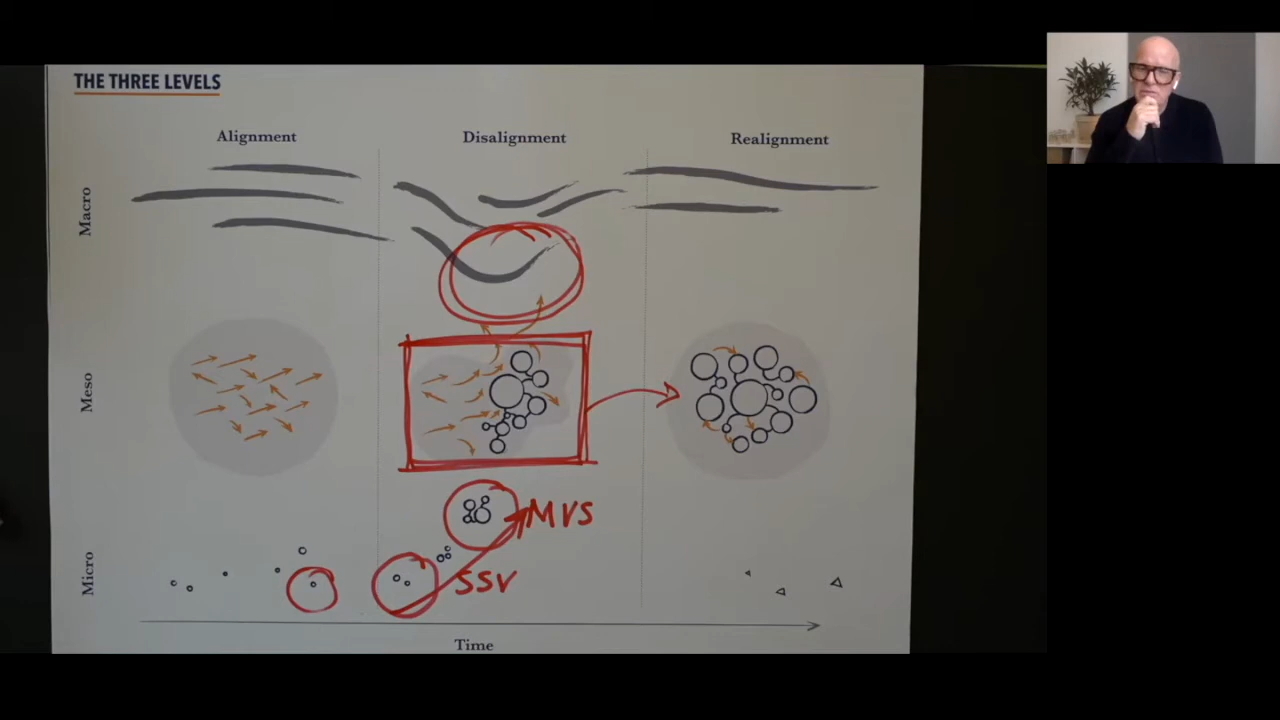 THE THREE LEVELS
Alignment
Disalignment
Realignment
Macro
Meso
Micro
MVS
SSV
Time